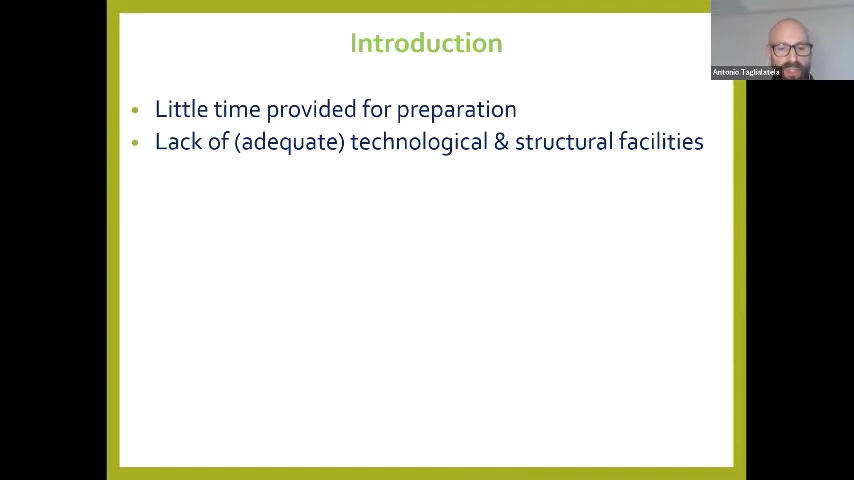 Introduction
Antonio Taglialatela
• Little time provided for preparation
• Lack of (adequate) technological & structural facilities